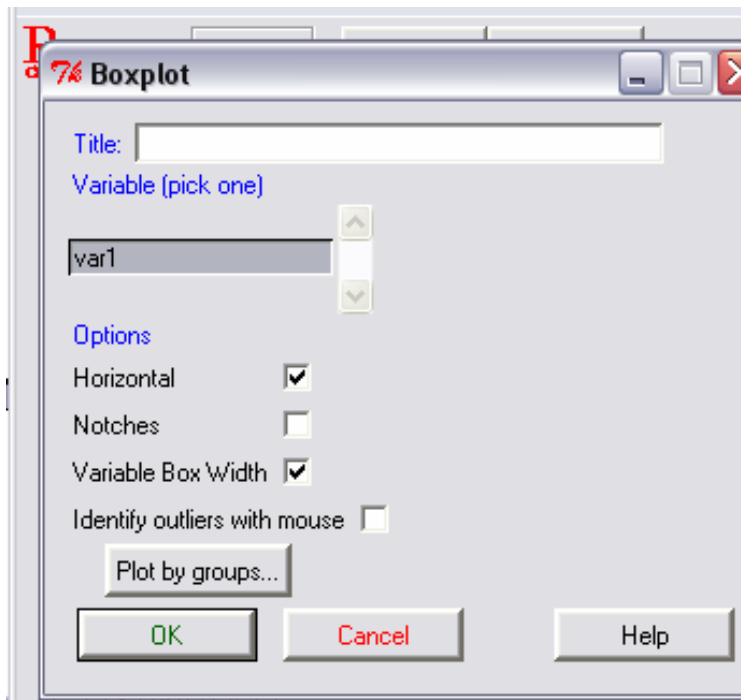 R
7% Boxplot
Title:
Variable (pick one)
var1
Options
Horizontal
Notches
Variable Box Width
Identify outliers with mouse
Plot by groups...
OK Cancel Help